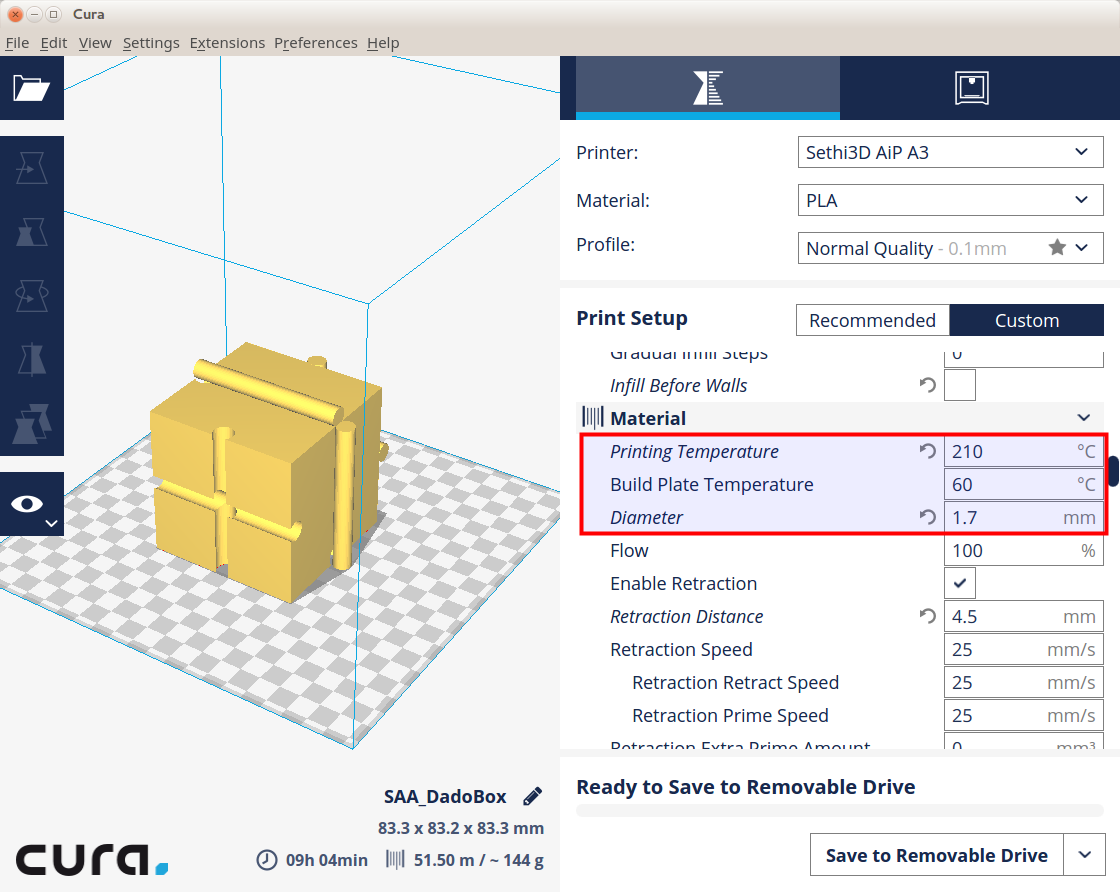 Cura
File Edit View Settings Extensions Preferences Help
Printer: Sethi3D AiP A3
Material: PLA
Profile: Normal Quality - 0.1mm
Print Setup Recommended Custom
Gradual Infill Steps 0
Infill Before Walls
Material
Printing Temperature 210 °C
Build Plate Temperature 60 °C
Diameter 1.7 mm
Flow 100 %
Enable Retraction
Retraction Distance 4.5 mm
Retraction Speed 25 mm/s
Retraction Retract Speed 25 mm/s
Retraction Prime Speed 25 mm/s
Retraction Extra Prime Amount 0 mm³
SAA_DadoBox
83.3 x 83.2 x 83.3 mm
09h 04min 51.50 m / ~ 144 g
cura.
Ready to Save to Removable Drive
Save to Removable Drive